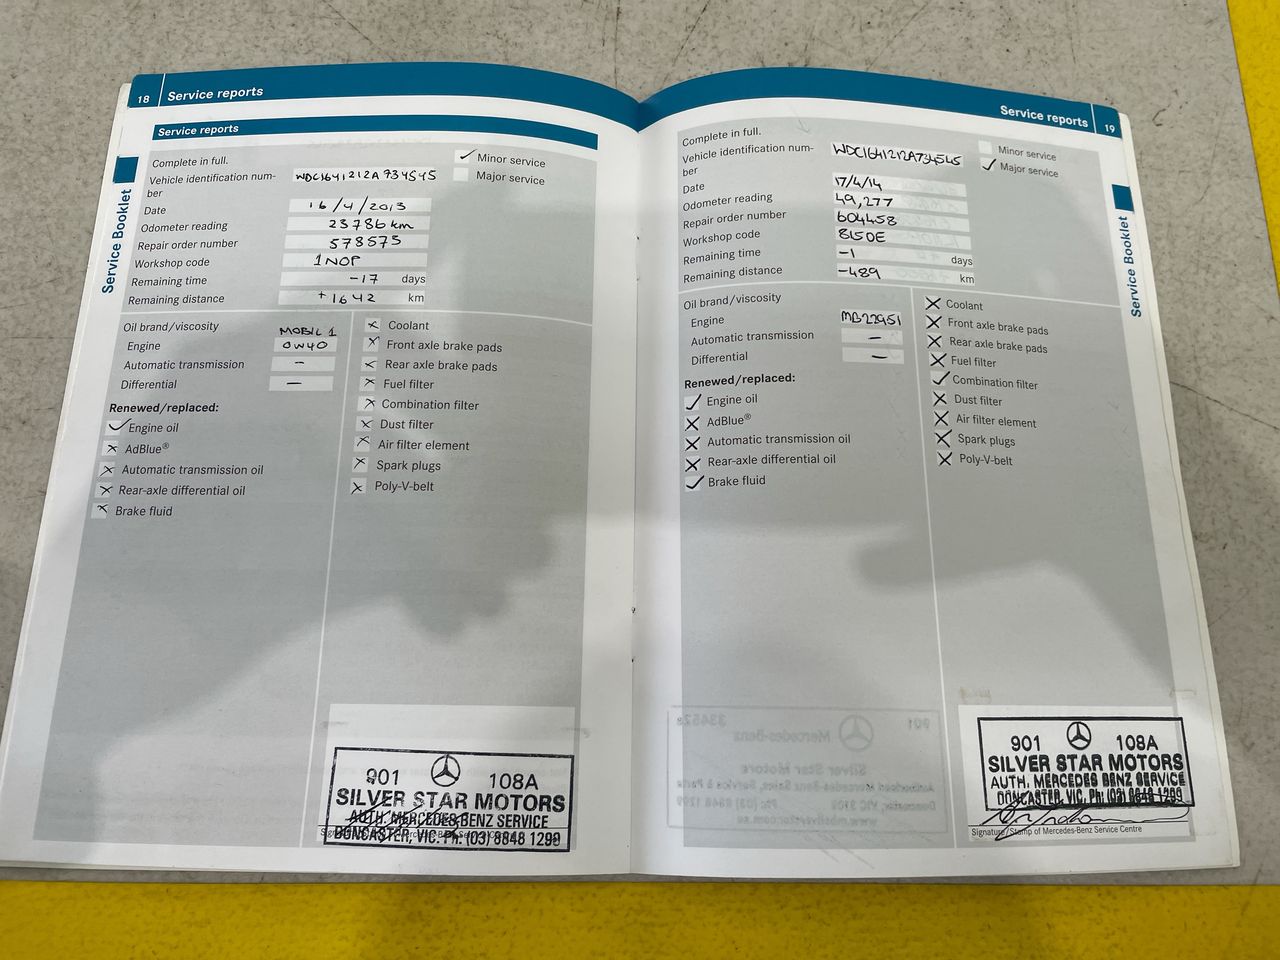 18 Service reports
Service reports
Service Booklet
Complete in full.
✓ Minor service
Vehicle identification num-
ber
WDC1641212A734545
Major service
Date 16/4/2013
Odometer reading 23786 km
Repair order number 578575
Workshop code 1NOP
Remaining time -17 days
Remaining distance +1642 km
Oil brand/viscosity MOBIL 1
Engine 0W40
Automatic transmission –
Differential –
Renewed/replaced:
✓ Engine oil
✗ AdBlue®
✗ Automatic transmission oil
✗ Rear-axle differential oil
✗ Brake fluid
✗ Coolant
✗ Front axle brake pads
✗ Rear axle brake pads
✗ Fuel filter
✗ Combination filter
✗ Dust filter
✗ Air filter element
✗ Spark plugs
✗ Poly-V-belt
901 108A
SILVER STAR MOTORS
AUTH. MERCEDES BENZ SERVICE
DONCASTER, VIC. Ph. (03) 8848 1299
Service reports 19
Service Booklet
Complete in full.
Minor service
Vehicle identification num-
ber
WDC1641212A734545
✓ Major service
Date 17/4/14
Odometer reading 49,277
Repair order number 604458
Workshop code 8150E
Remaining time -1 days
Remaining distance -489 km
Oil brand/viscosity
Engine MB22951
Automatic transmission –
Differential –
Renewed/replaced:
✓ Engine oil
✗ AdBlue®
✗ Automatic transmission oil
✗ Rear-axle differential oil
✓ Brake fluid
✗ Coolant
✗ Front axle brake pads
✗ Rear axle brake pads
✗ Fuel filter
✓ Combination filter
✗ Dust filter
✗ Air filter element
✗ Spark plugs
✗ Poly-V-belt
901 108A
SILVER STAR MOTORS
AUTH. MERCEDES BENZ SERVICE
DONCASTER, VIC. Ph: (03) 8848 1299
Signature/Stamp of Mercedes-Benz Service Centre